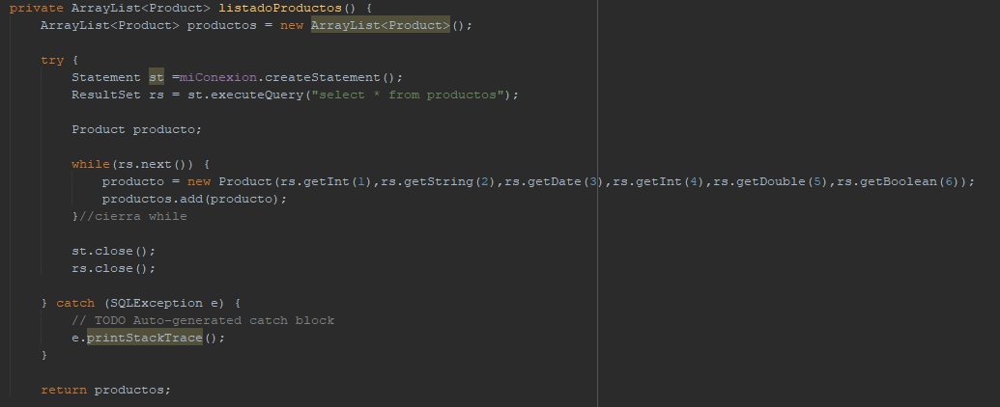 private ArrayList<Product> listadoProductos() {
ArrayList<Product> productos = new ArrayList<Product>();
try {
Statement st =miConexion.createStatement();
ResultSet rs = st.executeQuery("select * from productos");
Product producto;
while(rs.next()) {
producto = new Product(rs.getInt(1),rs.getString(2),rs.getDate(3),rs.getInt(4),rs.getDouble(5),rs.getBoolean(6));
productos.add(producto);
}//cierra while
st.close();
rs.close();
} catch (SQLException e) {
// TODO Auto-generated catch block
e.printStackTrace();
}
return productos;